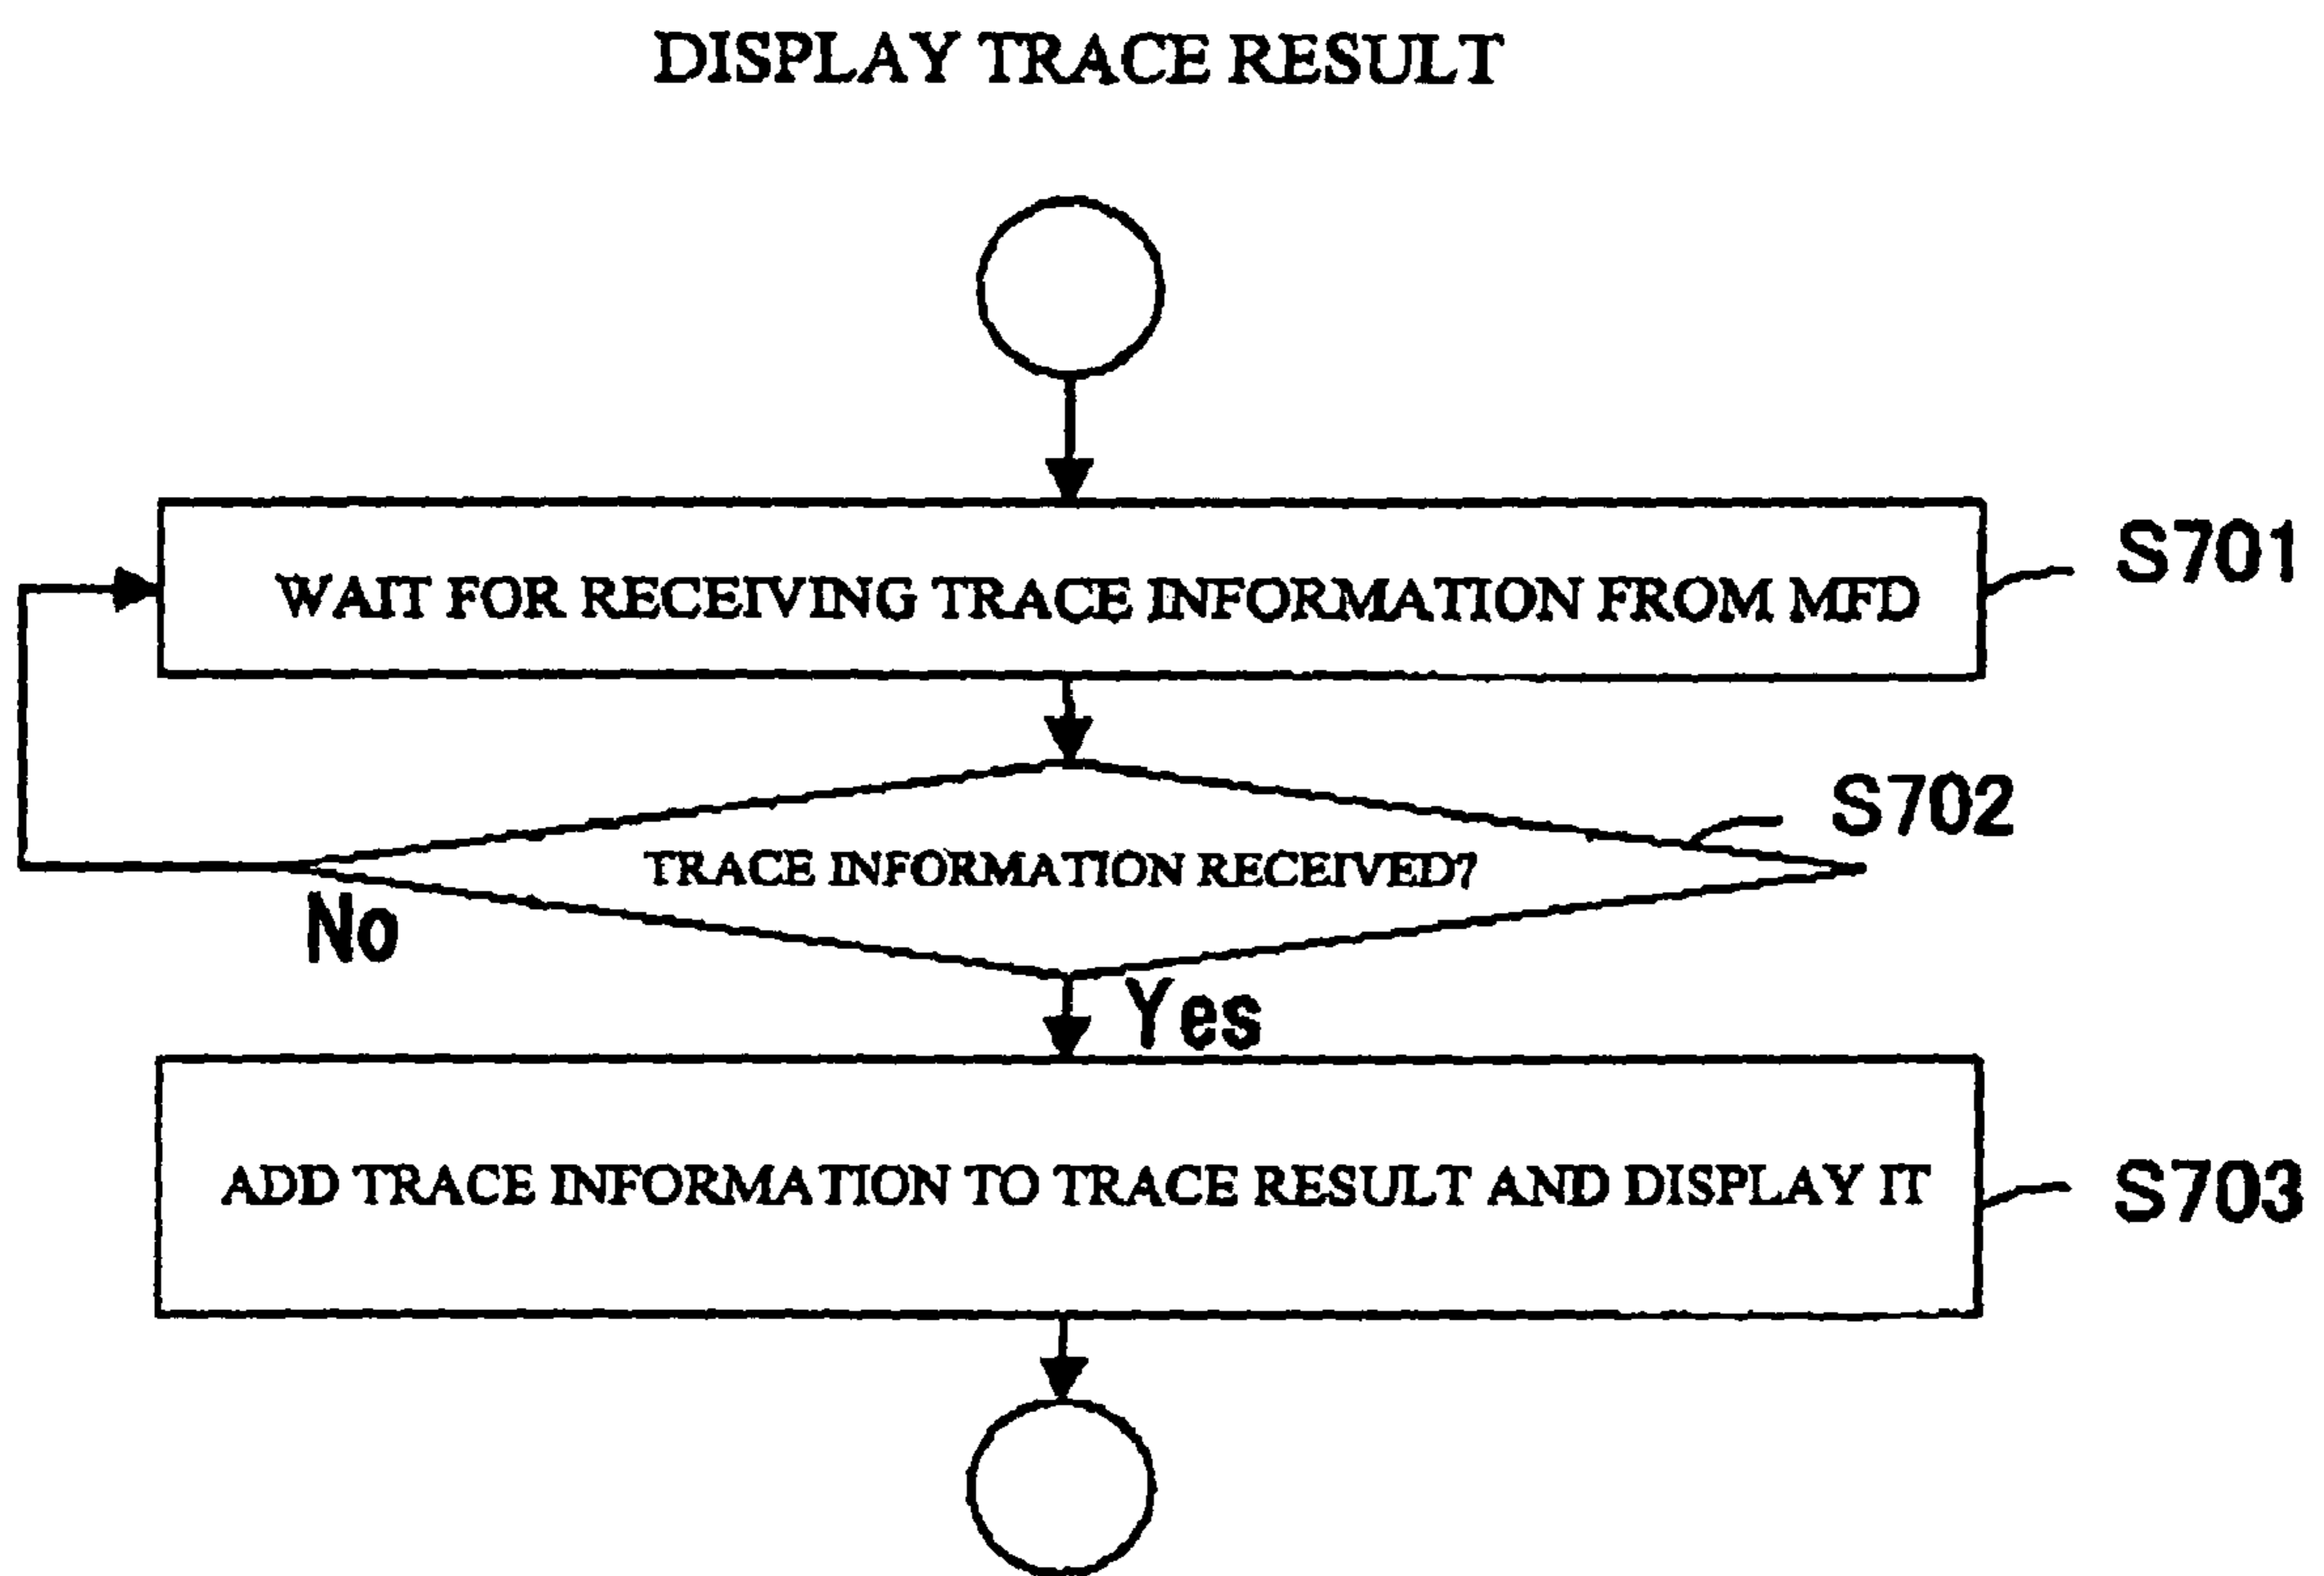 DISPLAY TRACE RESULT
WAIT FOR RECEIVING TRACE INFORMATION FROM MFD
S701
S702
TRACE INFORMATION RECEIVED?
No
Yes
ADD TRACE INFORMATION TO TRACE RESULT AND DISPLAY IT
S703